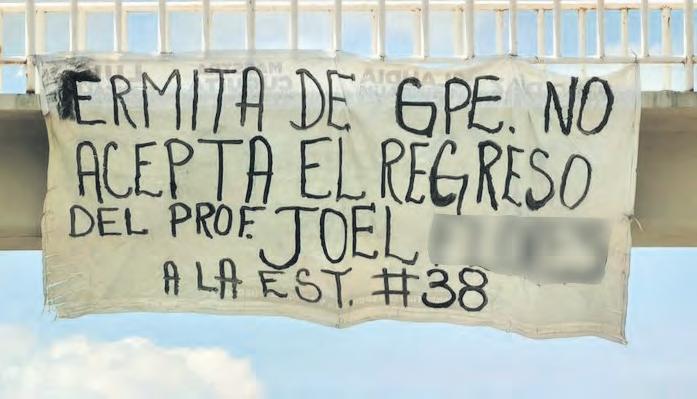 ERMITA DE GPE. NO
ACEPTA EL REGRESO
DEL PROF. JOEL
A LA EST. #38